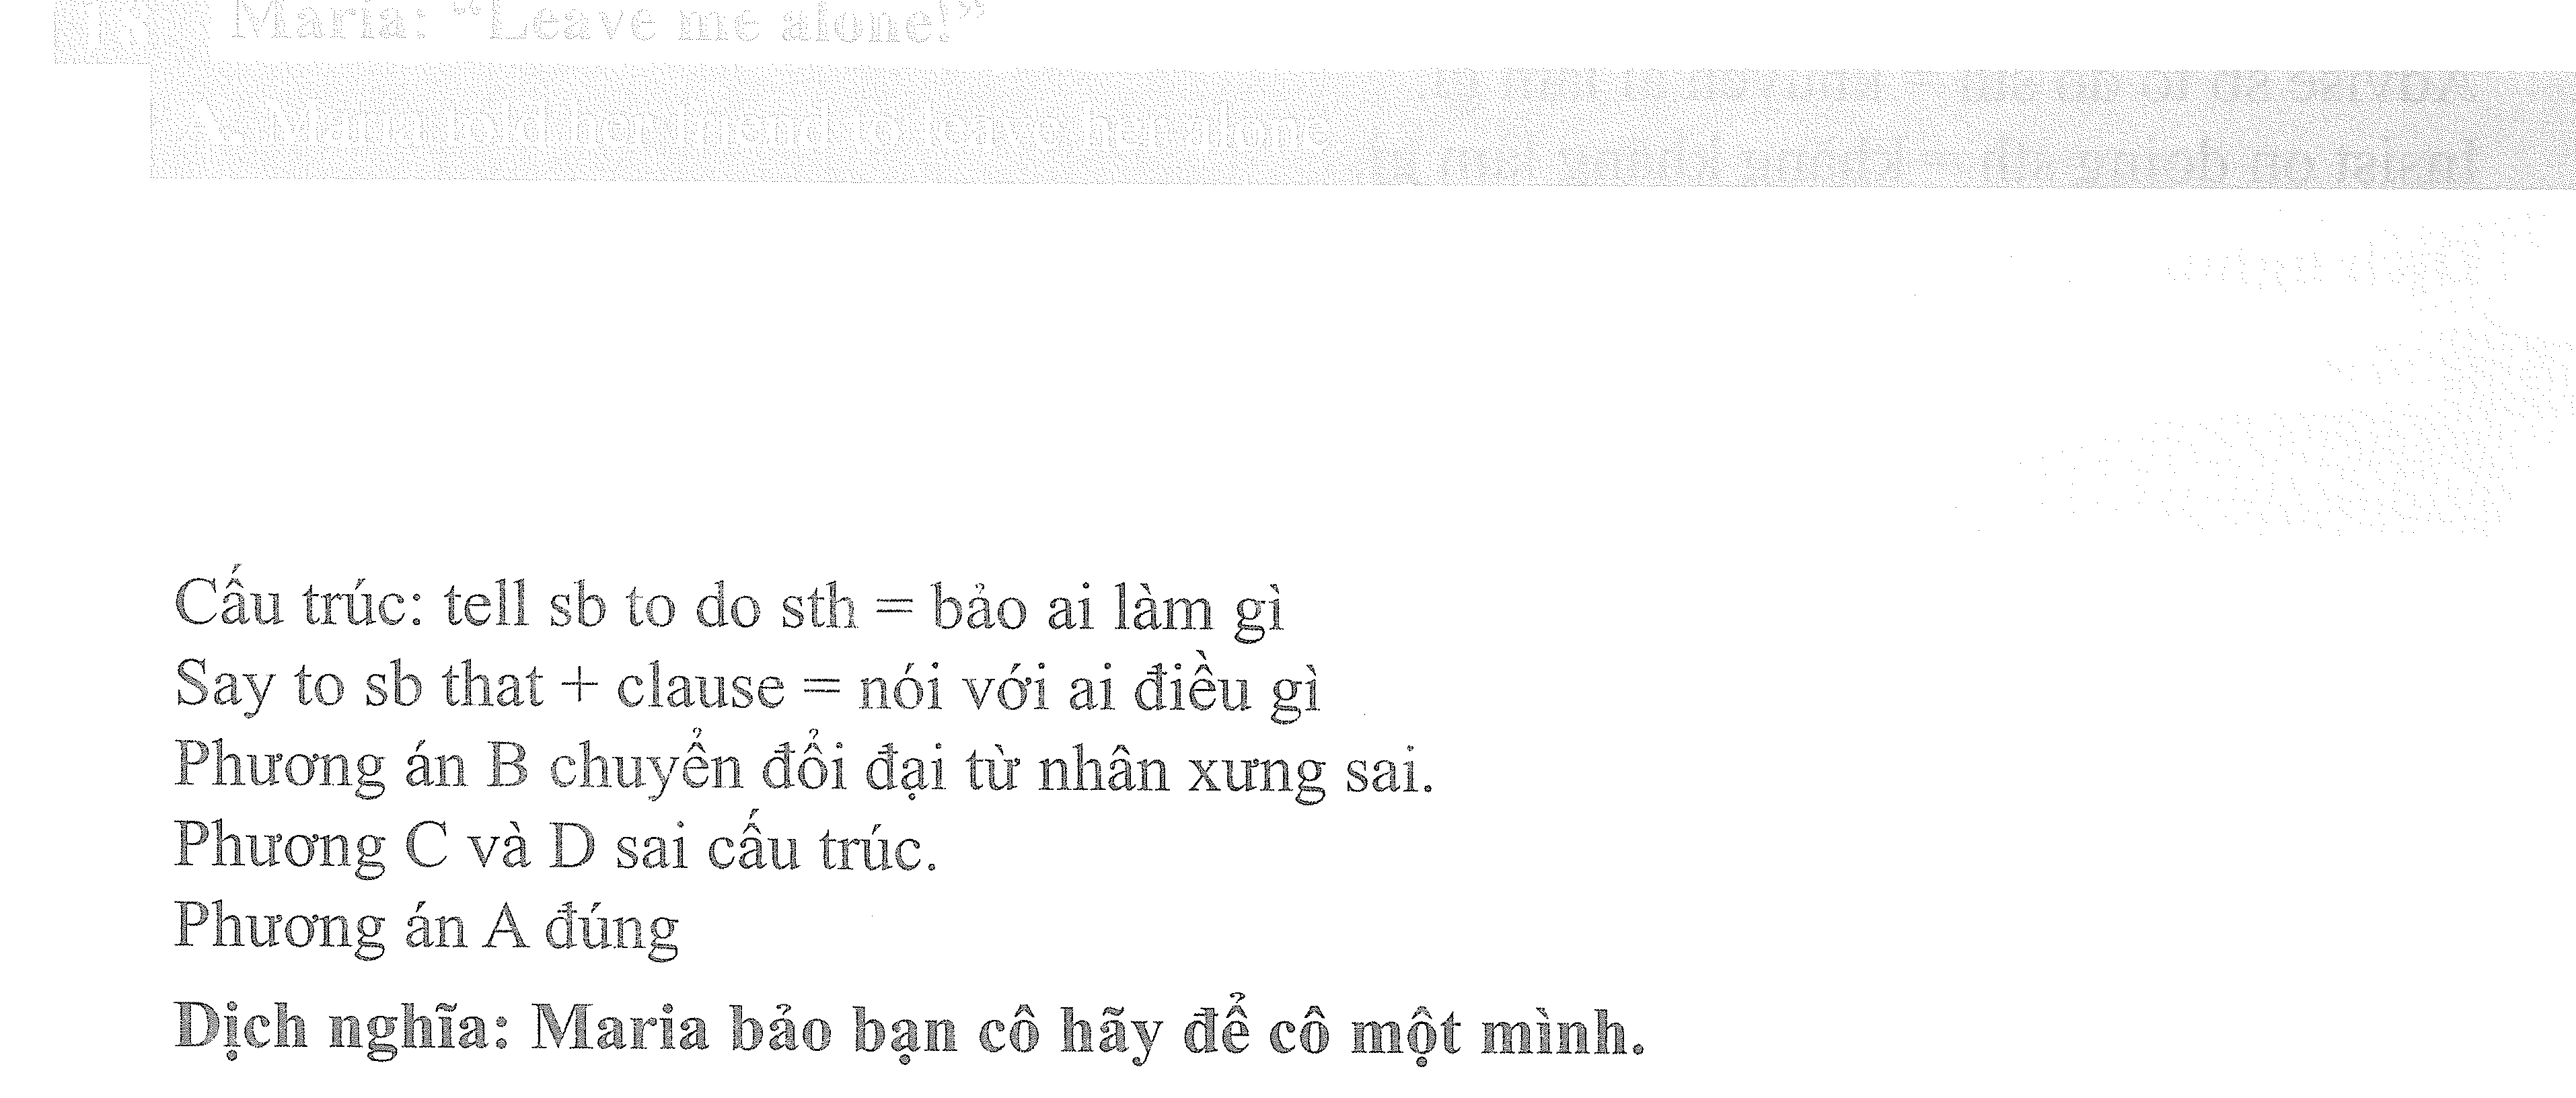 Maria: “Leave me alone!”
A. Maria told her friend to leave her alone
Cấu trúc: tell sb to do sth = bảo ai làm gì
Say to sb that + clause = nói với ai điều gì
Phương án B chuyển đổi đại từ nhân xưng sai.
Phương C và D sai cấu trúc.
Phương án A đúng
Dịch nghĩa: Maria bảo bạn cô hãy để cô một mình.